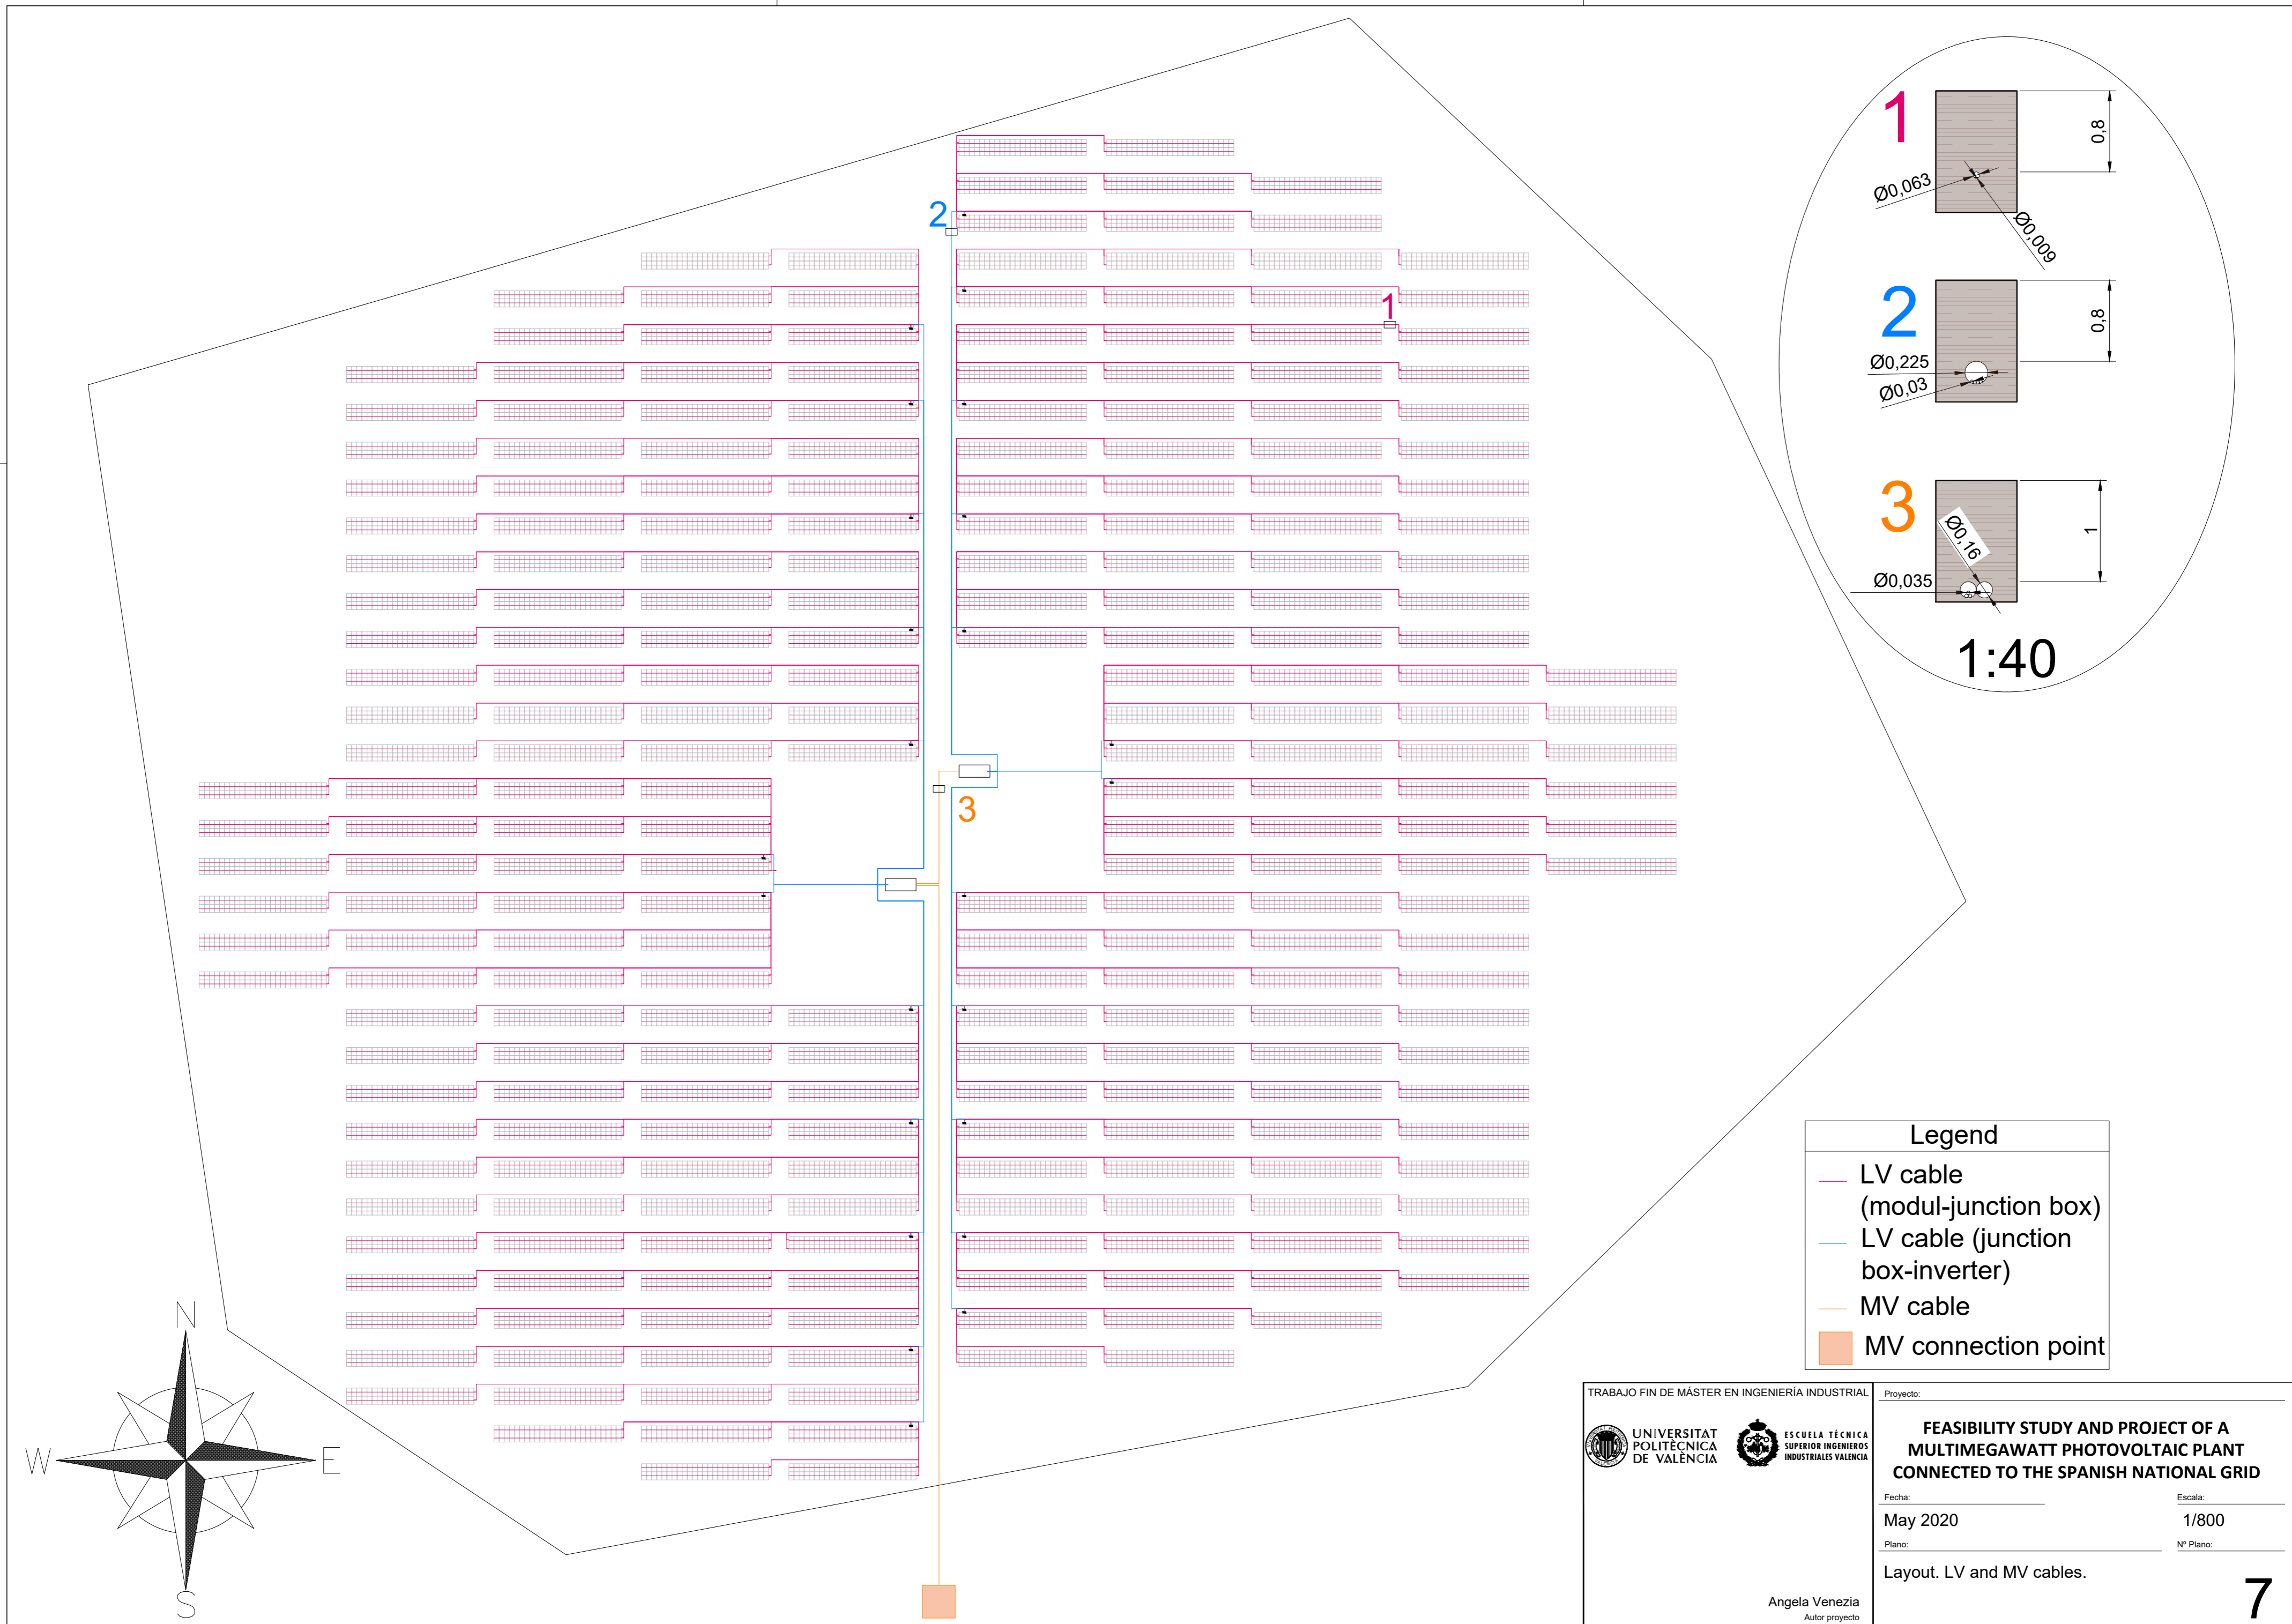 1
0,8
Ø0,063
Ø0,009
2
0,8
Ø0,225
Ø0,03
3
Ø0,16
1
Ø0,035
1:40
2
1
3
N
W
E
S
Legend
LV cable
(modul-junction box)
LV cable (junction
box-inverter)
MV cable
MV connection point
TRABAJO FIN DE MÁSTER EN INGENIERÍA INDUSTRIAL
UNIVERSITAT
POLITÈCNICA
DE VALÈNCIA
ESCUELA TÉCNICA
SUPERIOR INGENIEROS
INDUSTRIALES VALENCIA
Angela Venezia
Autor proyecto
Proyecto:
FEASIBILITY STUDY AND PROJECT OF A
MULTIMEGAWATT PHOTOVOLTAIC PLANT
CONNECTED TO THE SPANISH NATIONAL GRID
Fecha:
May 2020
Escala:
1/800
Plano:
Layout. LV and MV cables.
Nº Plano:
7